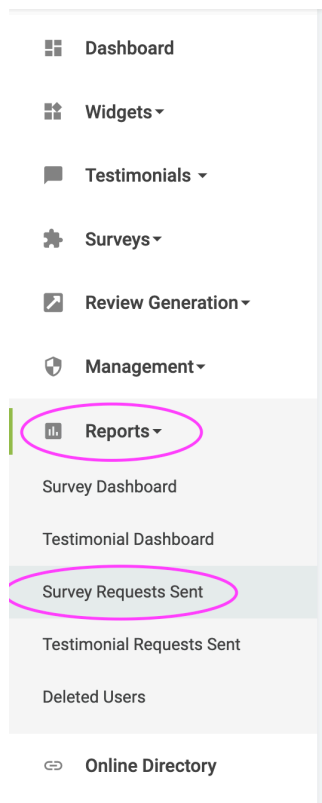 Dashboard
Widgets
Testimonials
Surveys
Review Generation
Management
Reports
Survey Dashboard
Testimonial Dashboard
Survey Requests Sent
Testimonial Requests Sent
Deleted Users
Online Directory